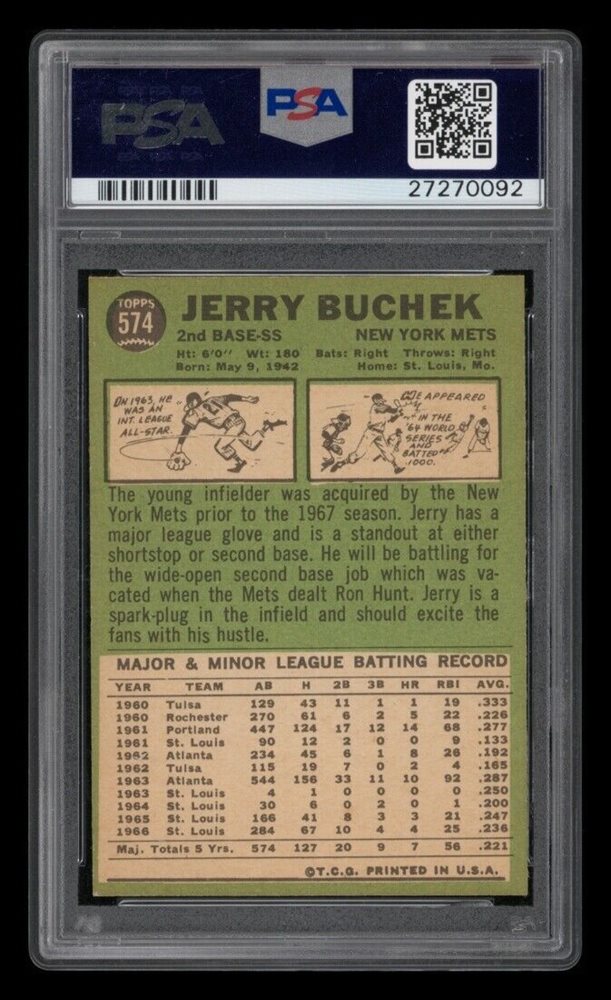 PSA
PSA
27270092
TOPPS
574
JERRY BUCHEK
2nd BASE-SS NEW YORK METS
Ht: 6'0" Wt: 180 Bats: Right Throws: Right
Born: May 9, 1942 Home: St. Louis, Mo.
IN 1963, HE
WAS AN
INT. LEAGUE
ALL-STAR.
HE APPEARED
IN THE
'64 WORLD
SERIES
AND
BATTED
1.000.
The young infielder was acquired by the New
York Mets prior to the 1967 season. Jerry has a
major league glove and is a standout at either
shortstop or second base. He will be battling for
the wide-open second base job which was va-
cated when the Mets dealt Ron Hunt. Jerry is a
spark-plug in the infield and should excite the
fans with his hustle.
MAJOR & MINOR LEAGUE BATTING RECORD
YEAR TEAM AB H 2B 3B HR RBI AVG.
1960 Tulsa 129 43 11 1 1 19 .333
1960 Rochester 270 61 6 2 5 22 .226
1961 Portland 447 124 17 12 14 68 .277
1961 St. Louis 90 12 2 0 0 9 .133
1962 Atlanta 234 45 6 1 8 26 .192
1962 Tulsa 115 19 7 0 2 4 .165
1963 Atlanta 544 156 33 11 10 92 .287
1963 St. Louis 4 1 0 0 0 0 .250
1964 St. Louis 30 6 0 2 0 1 .200
1965 St. Louis 166 41 8 3 3 21 .247
1966 St. Louis 284 67 10 4 4 25 .236
Maj. Totals 5 Yrs. 574 127 20 9 7 56 .221
©T.C.G. PRINTED IN U.S.A.